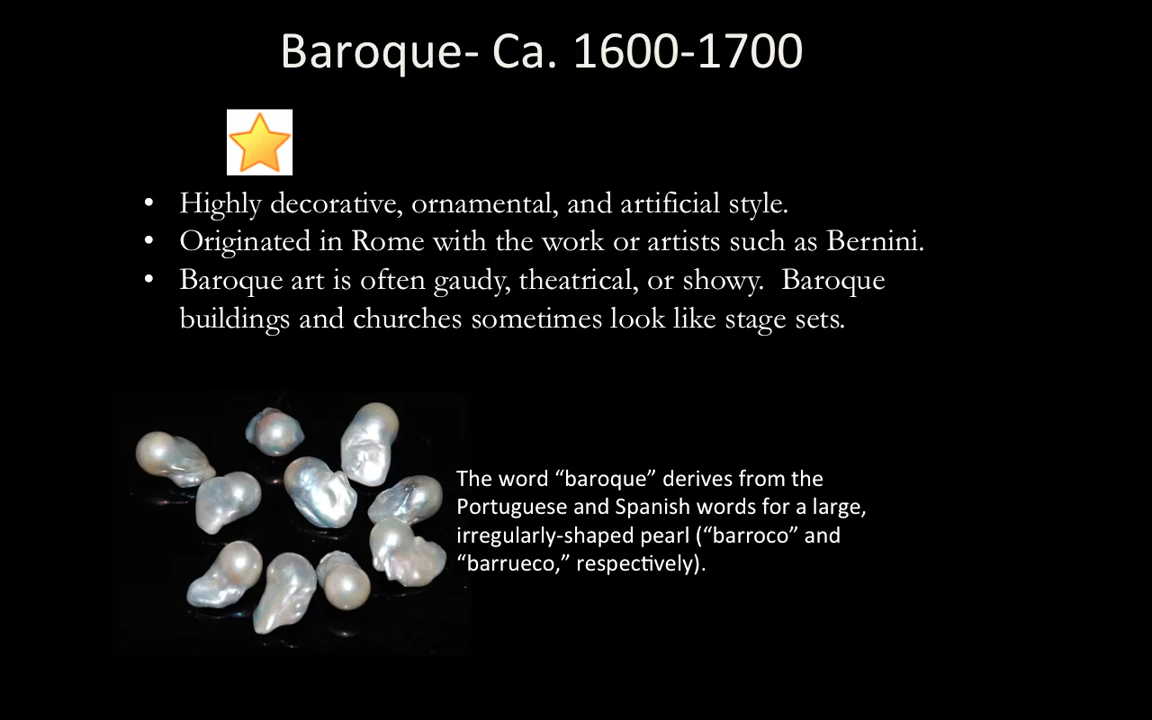 Baroque- Ca. 1600-1700
• Highly decorative, ornamental, and artificial style.
• Originated in Rome with the work or artists such as Bernini.
• Baroque art is often gaudy, theatrical, or showy.  Baroque
buildings and churches sometimes look like stage sets.
The word “baroque” derives from the
Portuguese and Spanish words for a large,
irregularly-shaped pearl (“barroco” and
“barrueco,” respectively).